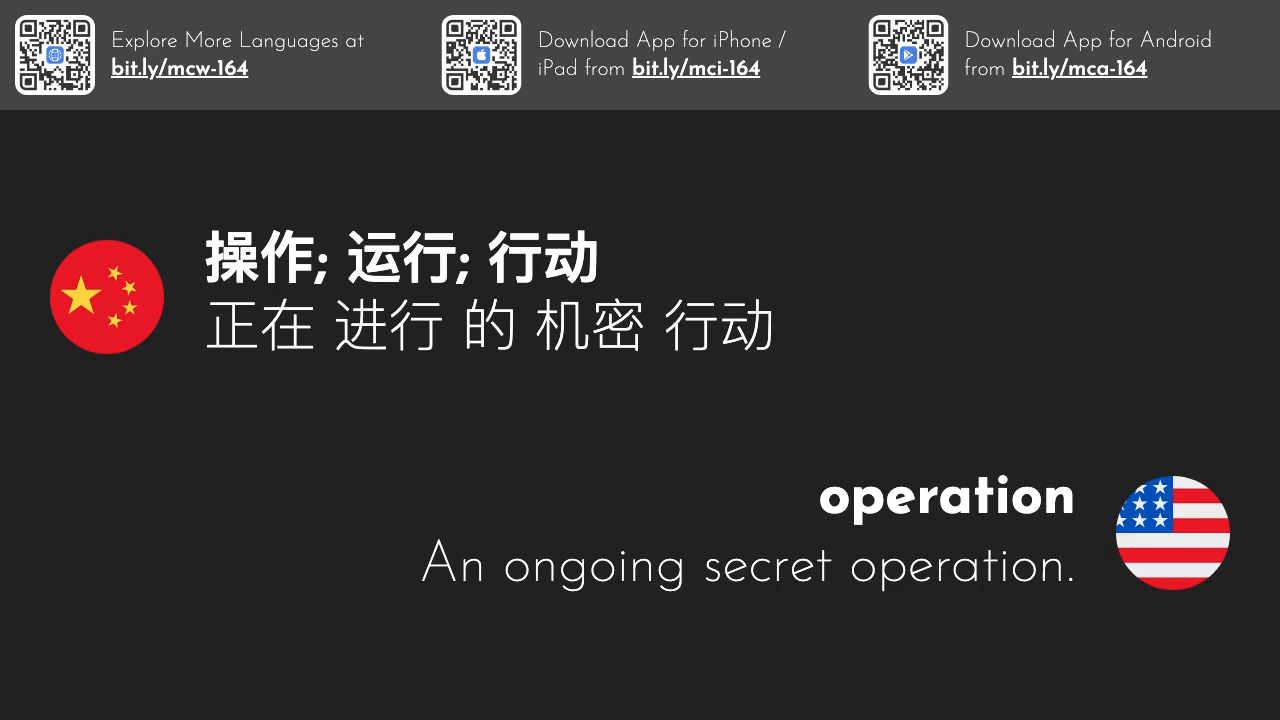 Explore More Languages at
bit.ly/mcw-164
Download App for iPhone /
iPad from bit.ly/mci-164
Download App for Android
from bit.ly/mca-164
操作; 运行; 行动
正在 进行 的 机密 行动
operation
An ongoing secret operation.